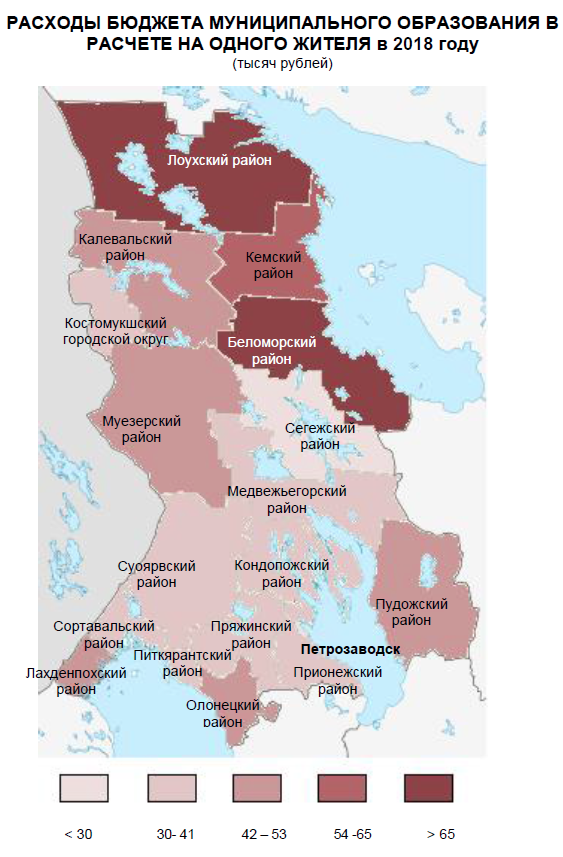 РАСХОДЫ БЮДЖЕТА МУНИЦИПАЛЬНОГО ОБРАЗОВАНИЯ В
РАСЧЕТЕ НА ОДНОГО ЖИТЕЛЯ в 2018 году
(тысяч рублей)
Лоухский район
Калевальский
район
Кемский
район
Костомукшский
городской округ
Беломорский
район
Муезерский
район
Сегежский
район
Медвежьегорский
район
Суоярвский
район
Кондопожский
район
Пудожский
район
Сортавальский
район
Пряжинский
район
Петрозаводск
Питкярантский
район
Лахденпохский
район
Прионежский
район
Олонецкий
район
< 30
30- 41
42 – 53
54 -65
> 65